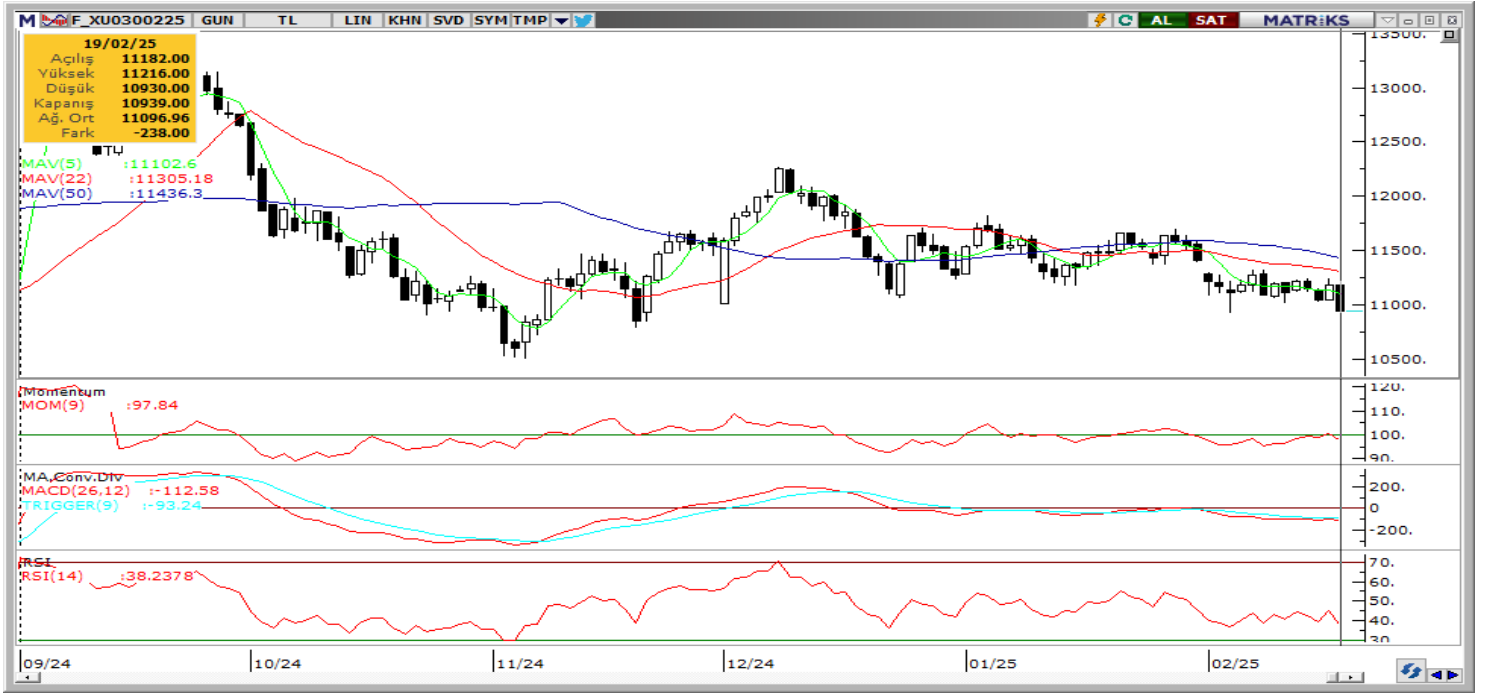 M F_XU0300225 GUN TL LIN KHN SVD SYM TMP AL SAT MATRİKS
19/02/25
Açılış 11182.00
Yüksek 11216.00
Düşük 10930.00
Kapanış 10939.00
Ağ. Ort 11096.96
Fark -238.00
MAV(5) :11102.6
MAV(22) :11305.18
MAV(50) :11436.3
13500.
13000.
12500.
12000.
11500.
11000.
10500.
Momentum
MOM(9) :97.84
120.
110.
100.
90.
MA.Conv.Div
MACD(26,12) :-112.58
TRIGGER(9) :-93.24
200.
0
-200.
RSI
RSI(14) :38.2378
70.
60.
50.
40.
30
09/24 10/24 11/24 12/24 01/25 02/25